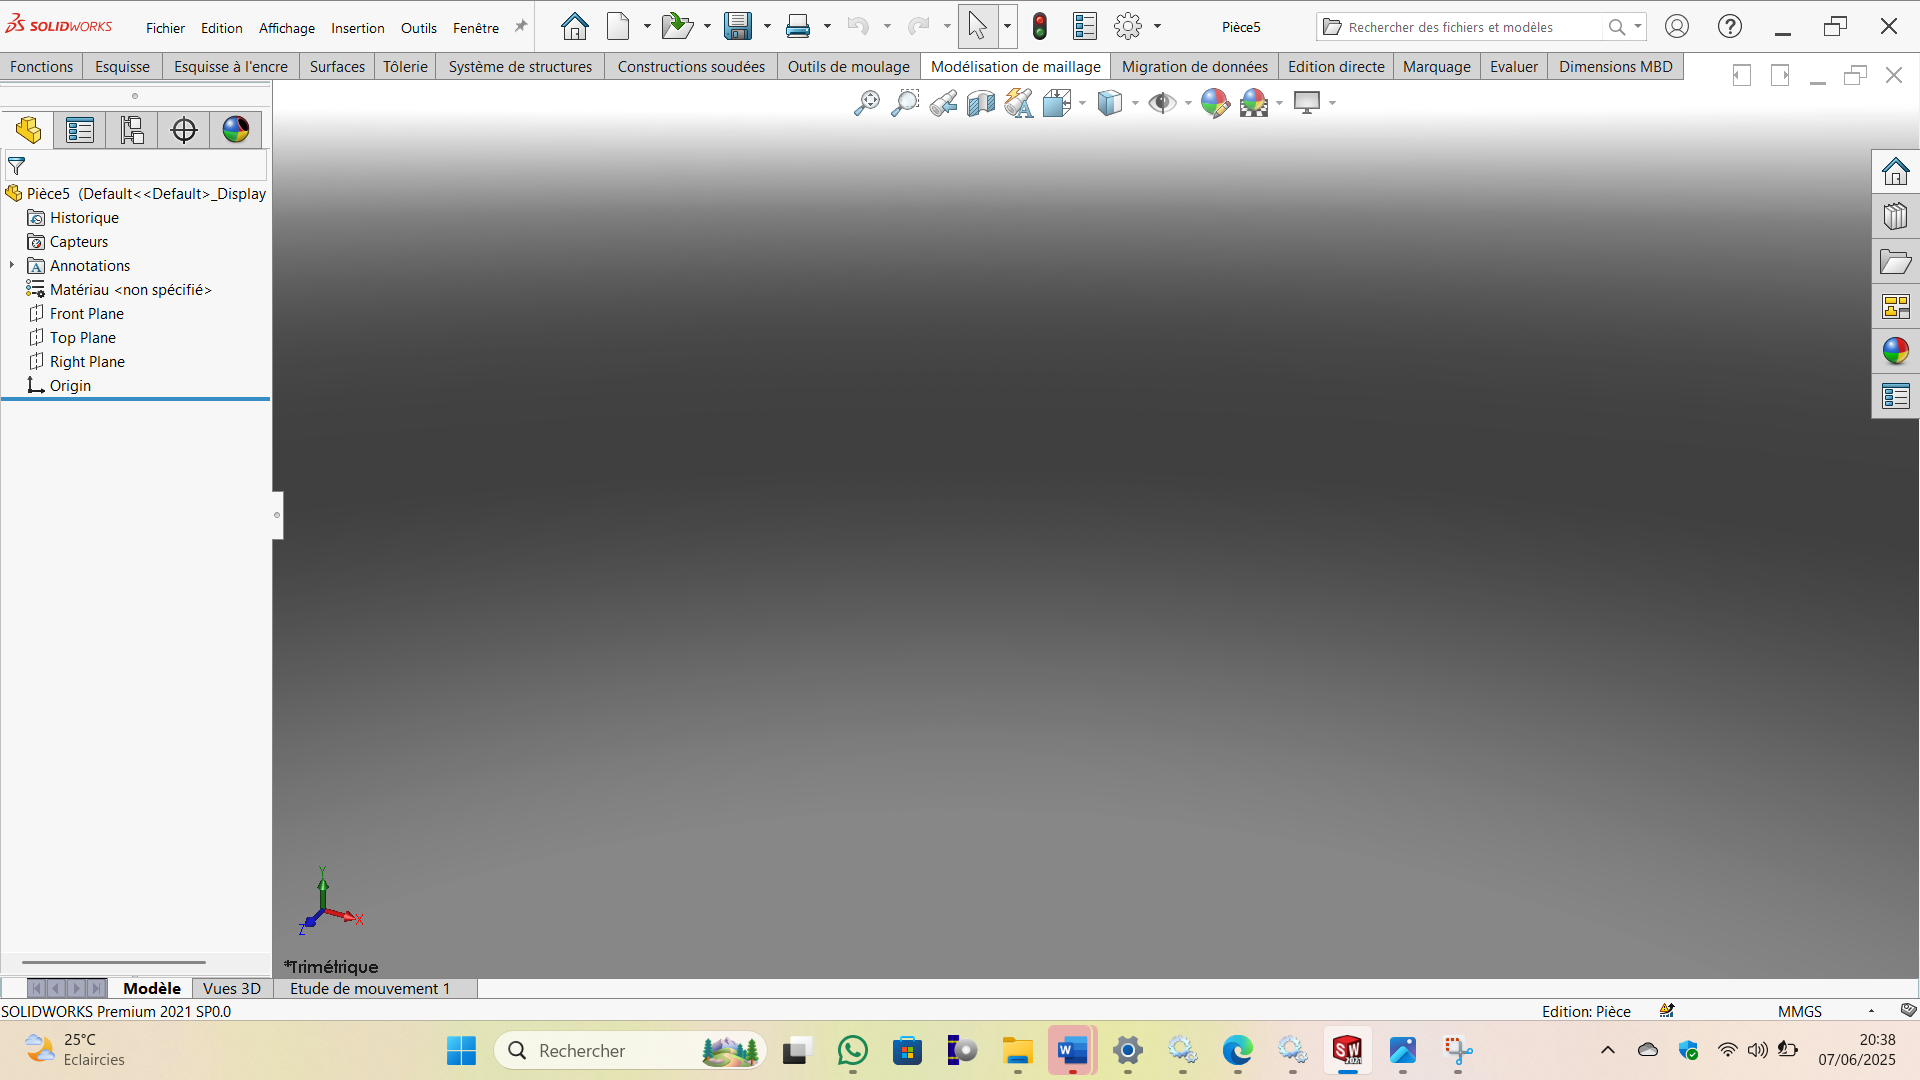 SOLIDWORKS Fichier Edition Affichage Insertion Outils Fenêtre Pièce5 Rechercher des fichiers et modèles
Fonctions Esquisse Esquisse à l'encre Surfaces Tôlerie Système de structures Constructions soudées Outils de moulage Modélisation de maillage Migration de données Edition directe Marquage Evaluer Dimensions MBD
Pièce5 (Default<<Default>_Display
Historique
Capteurs
Annotations
Matériau <non spécifié>
Front Plane
Top Plane
Right Plane
Origin
Y
X
Z
*Trimétrique
Modèle Vues 3D Etude de mouvement 1
SOLIDWORKS Premium 2021 SP0.0 Edition: Pièce MMGS
25°C
Eclaircies
Rechercher
20:38
07/06/2025